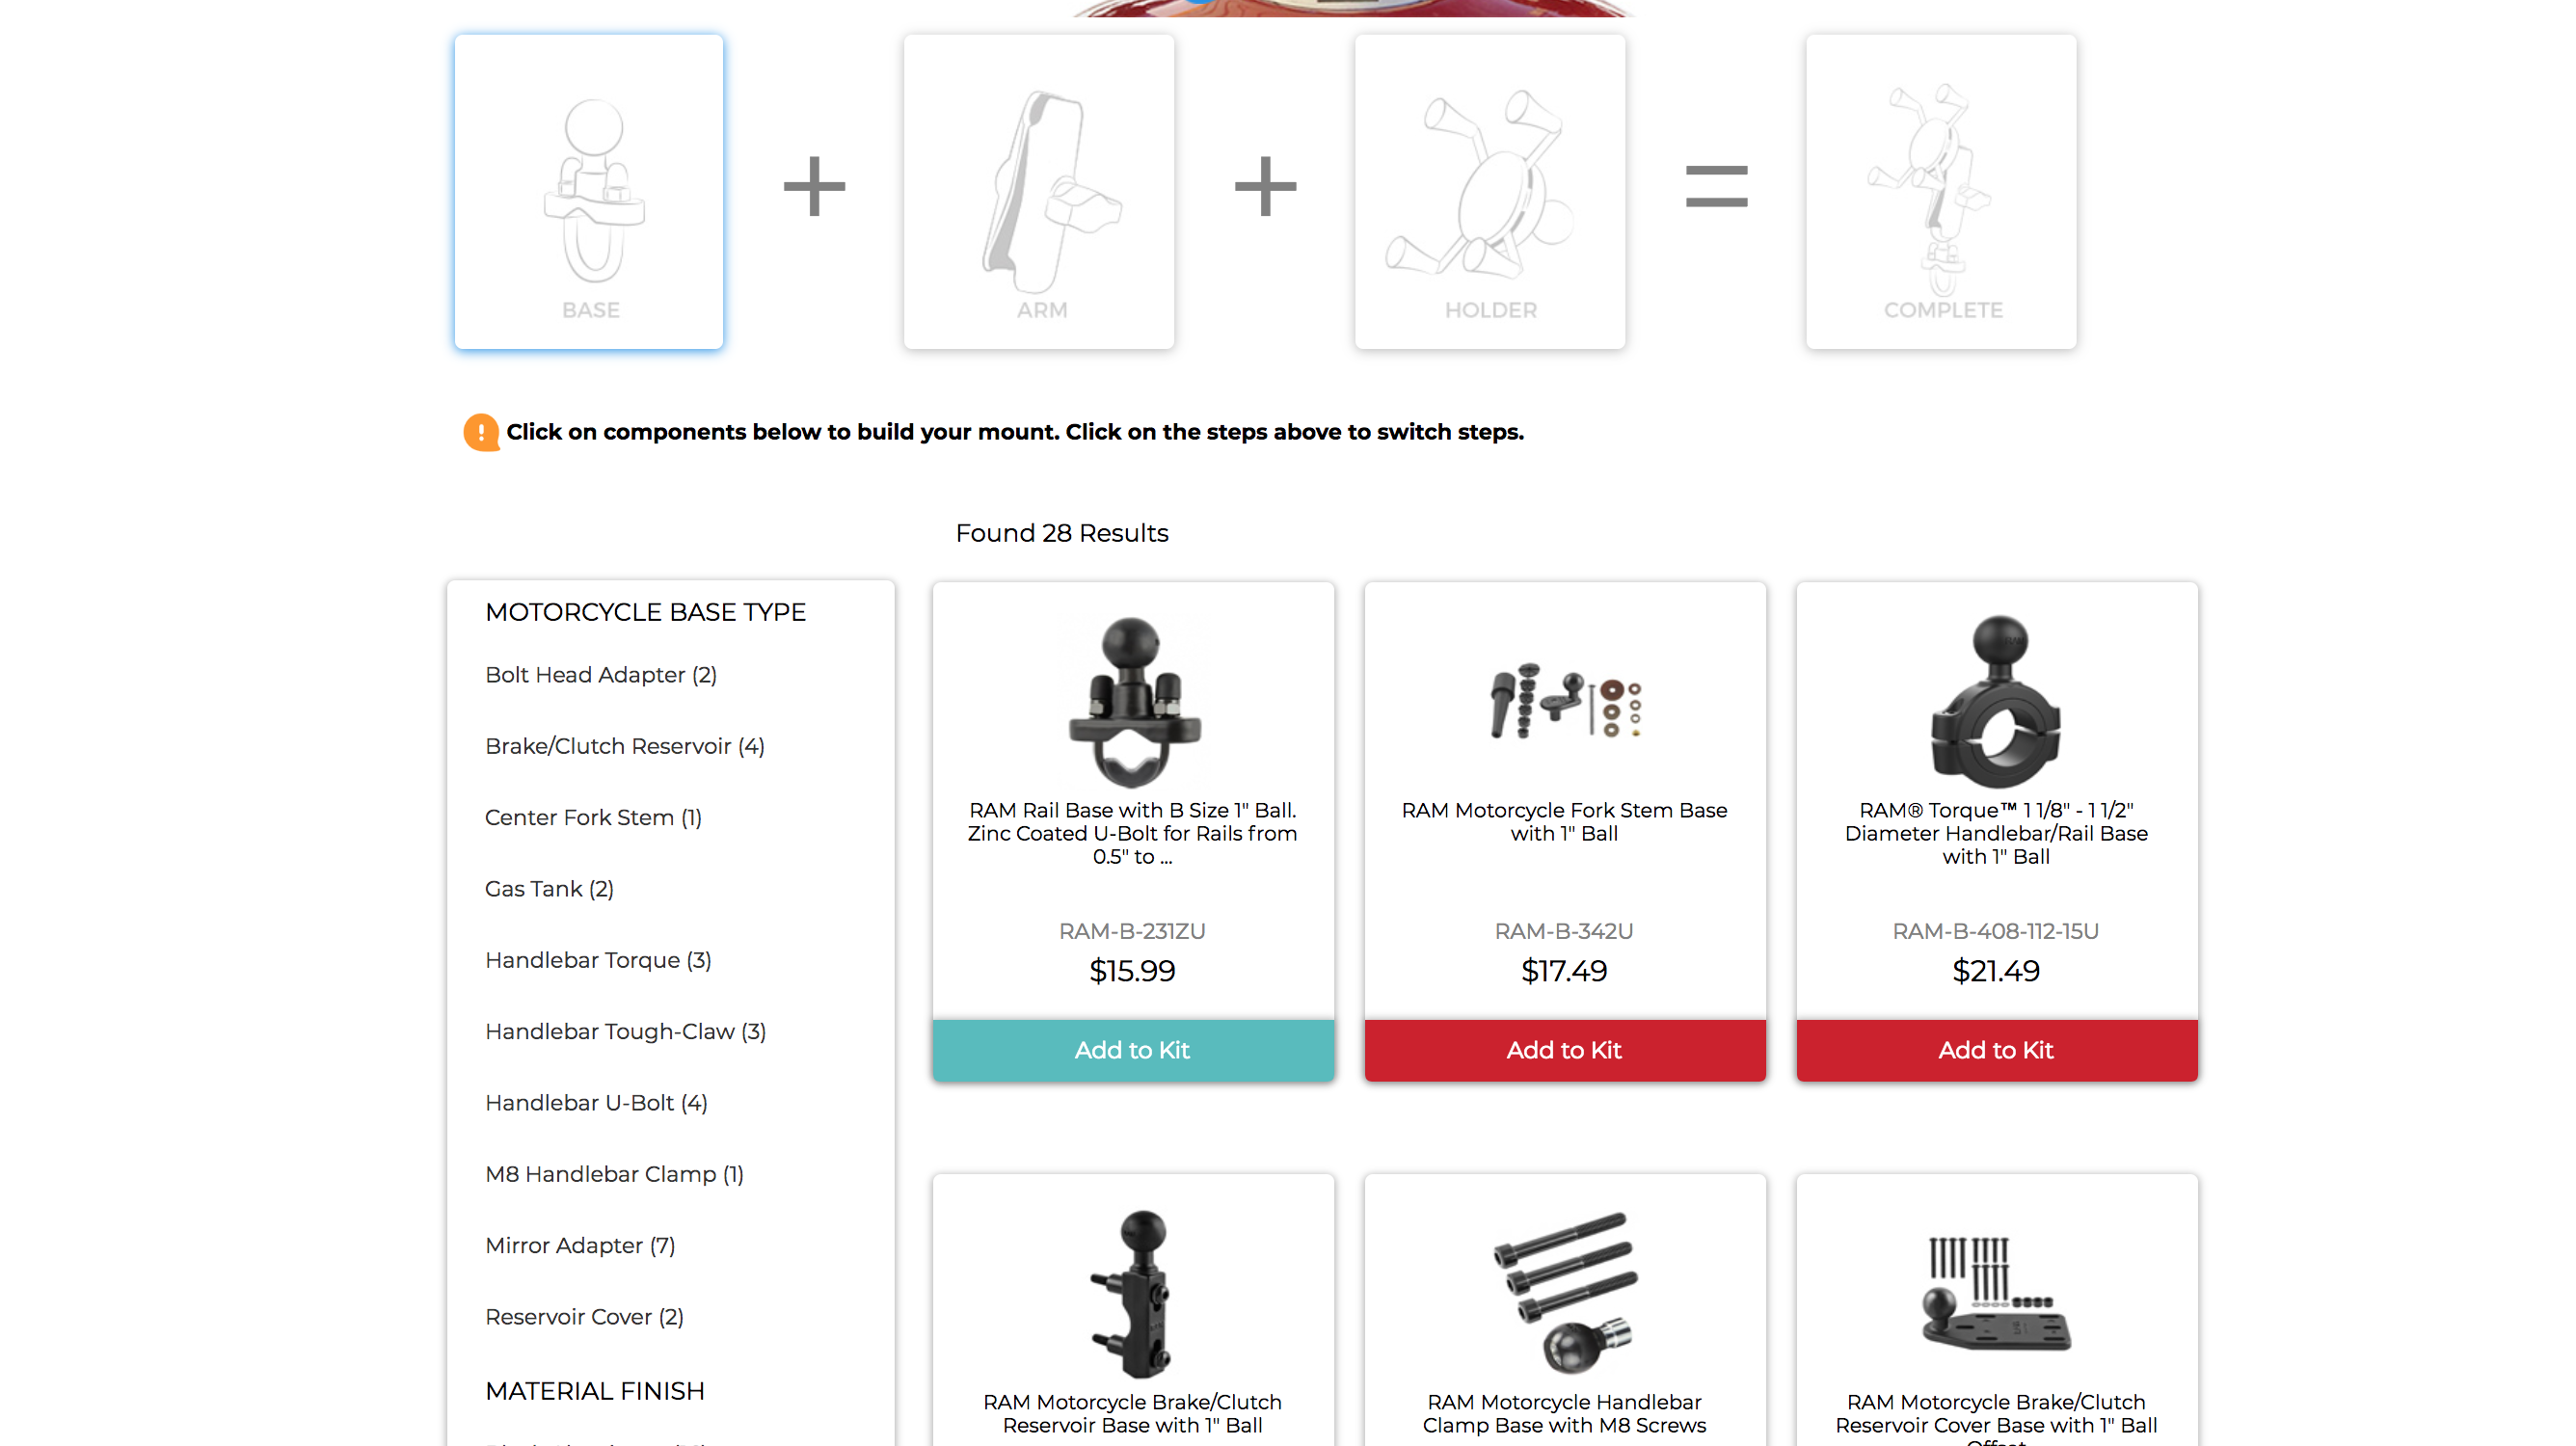 BASE
ARM
HOLDER
COMPLETE
Click on components below to build your mount. Click on the steps above to switch steps.
Found 28 Results
MOTORCYCLE BASE TYPE
Bolt Head Adapter (2)
Brake/Clutch Reservoir (4)
Center Fork Stem (1)
Gas Tank (2)
Handlebar Torque (3)
Handlebar Tough-Claw (3)
Handlebar U-Bolt (4)
M8 Handlebar Clamp (1)
Mirror Adapter (7)
Reservoir Cover (2)
MATERIAL FINISH
RAM Rail Base with B Size 1" Ball.
Zinc Coated U-Bolt for Rails from
0.5" to ...
RAM-B-231ZU
$15.99
Add to Kit
RAM Motorcycle Fork Stem Base
with 1" Ball
RAM-B-342U
$17.49
Add to Kit
RAM® Torque™ 1 1/8" - 1 1/2"
Diameter Handlebar/Rail Base
with 1" Ball
RAM-B-408-112-15U
$21.49
Add to Kit
RAM Motorcycle Brake/Clutch
Reservoir Base with 1" Ball
RAM Motorcycle Handlebar
Clamp Base with M8 Screws
RAM Motorcycle Brake/Clutch
Reservoir Cover Base with 1" Ball